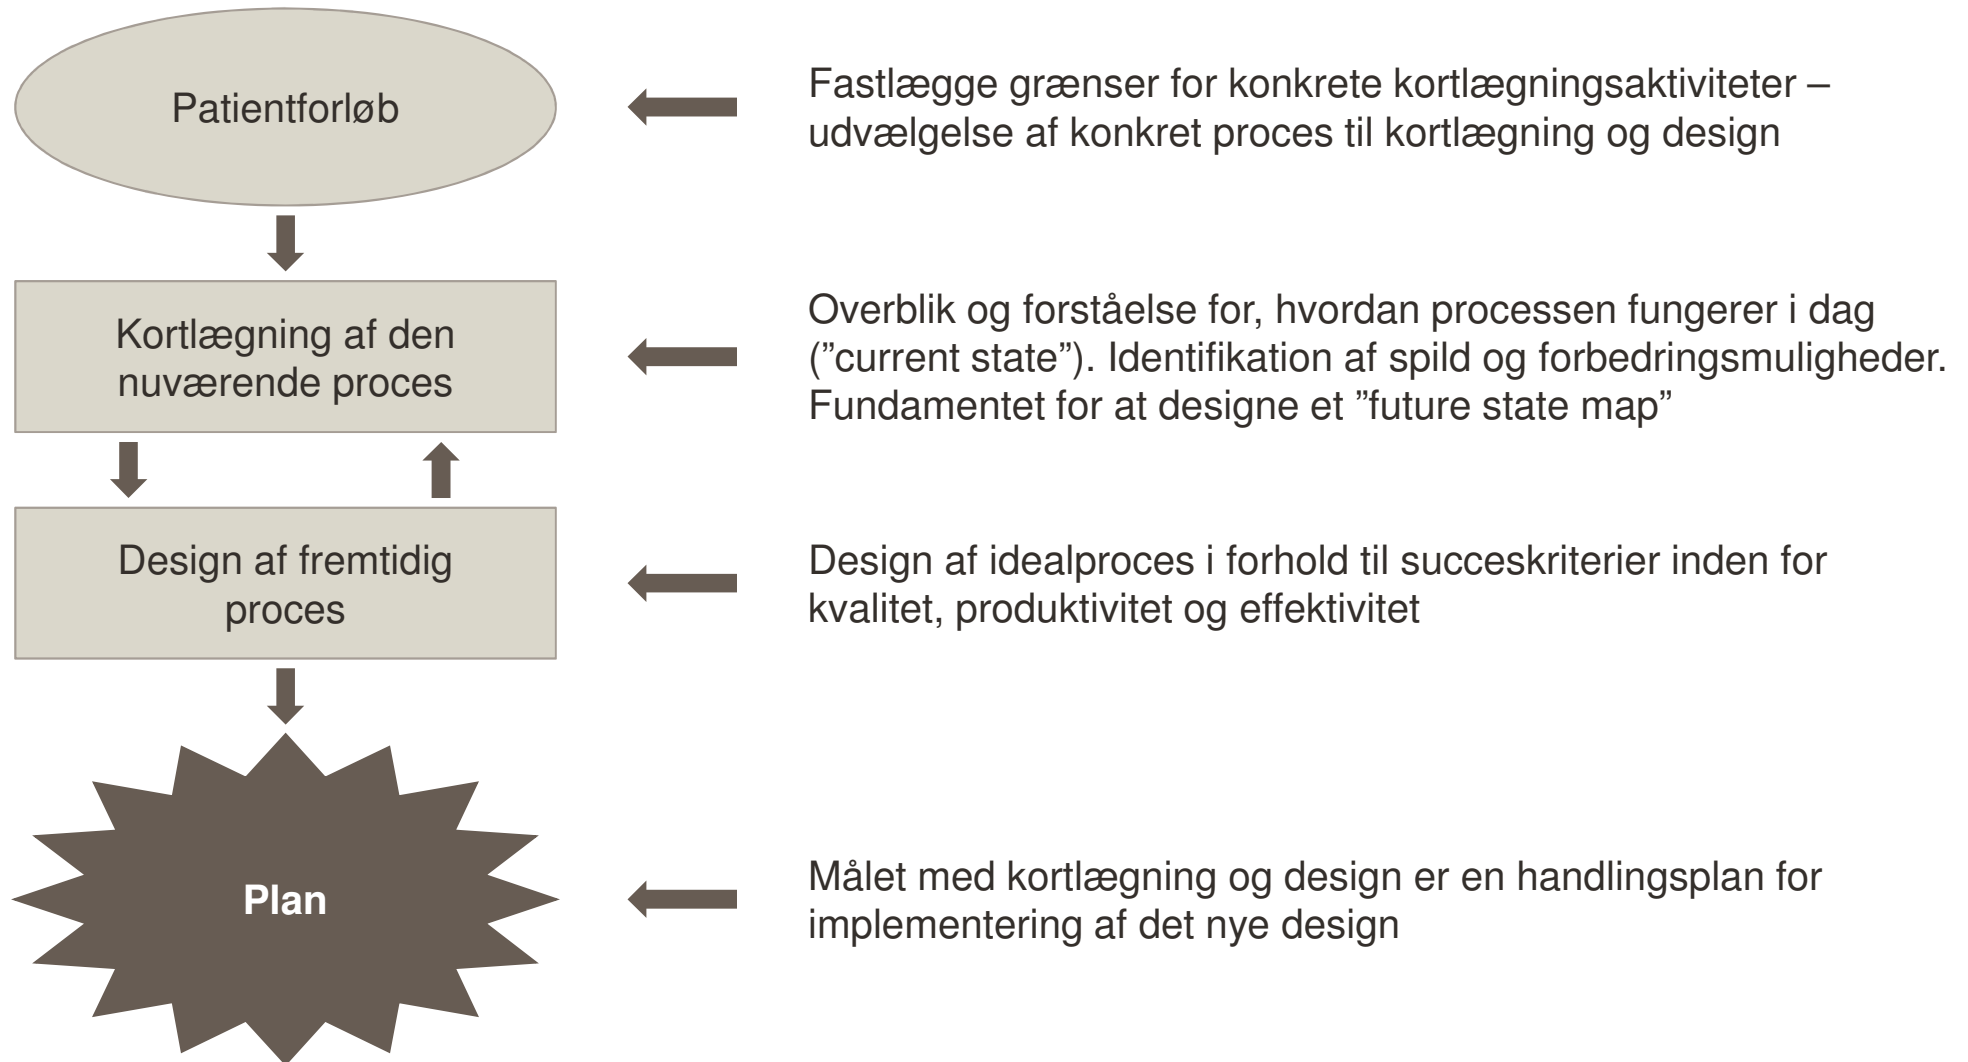 Patientforløb
Fastlægge grænser for konkrete kortlægningsaktiviteter –
udvælgelse af konkret proces til kortlægning og design
Kortlægning af den
nuværende proces
Overblik og forståelse for, hvordan processen fungerer i dag
(”current state”). Identifikation af spild og forbedringsmuligheder.
Fundamentet for at designe et ”future state map”
Design af fremtidig
proces
Design af idealproces i forhold til succeskriterier inden for
kvalitet, produktivitet og effektivitet
Plan
Målet med kortlægning og design er en handlingsplan for
implementering af det nye design